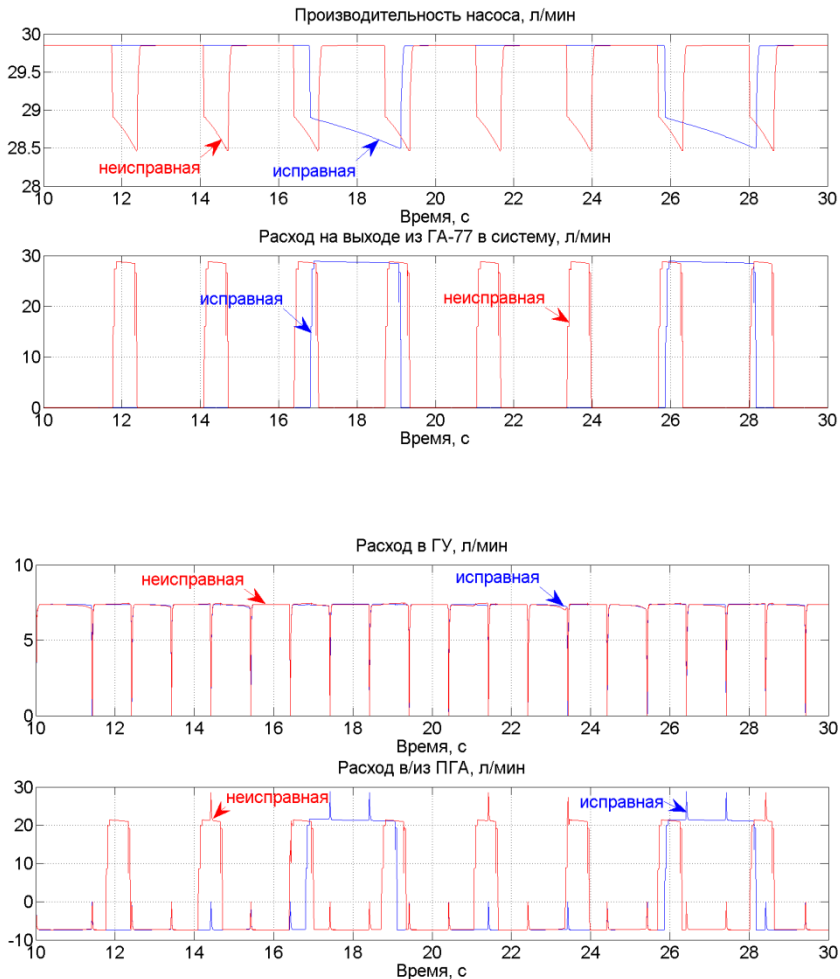 Производительность насоса, л/мин
30
29.5
29
28.5
28
неисправная
исправная
10 12 14 16 18 20 22 24 26 28 30
Время, с
Расход на выходе из ГА-77 в систему, л/мин
30
20
10
0
исправная
неисправная
10 12 14 16 18 20 22 24 26 28 30
Время, с
Расход в ГУ, л/мин
10
5
0
неисправная
исправная
10 12 14 16 18 20 22 24 26 28 30
Время, с
Расход в/из ПГА, л/мин
30
20
10
0
-10
неисправная
исправная
10 12 14 16 18 20 22 24 26 28 30
Время, с